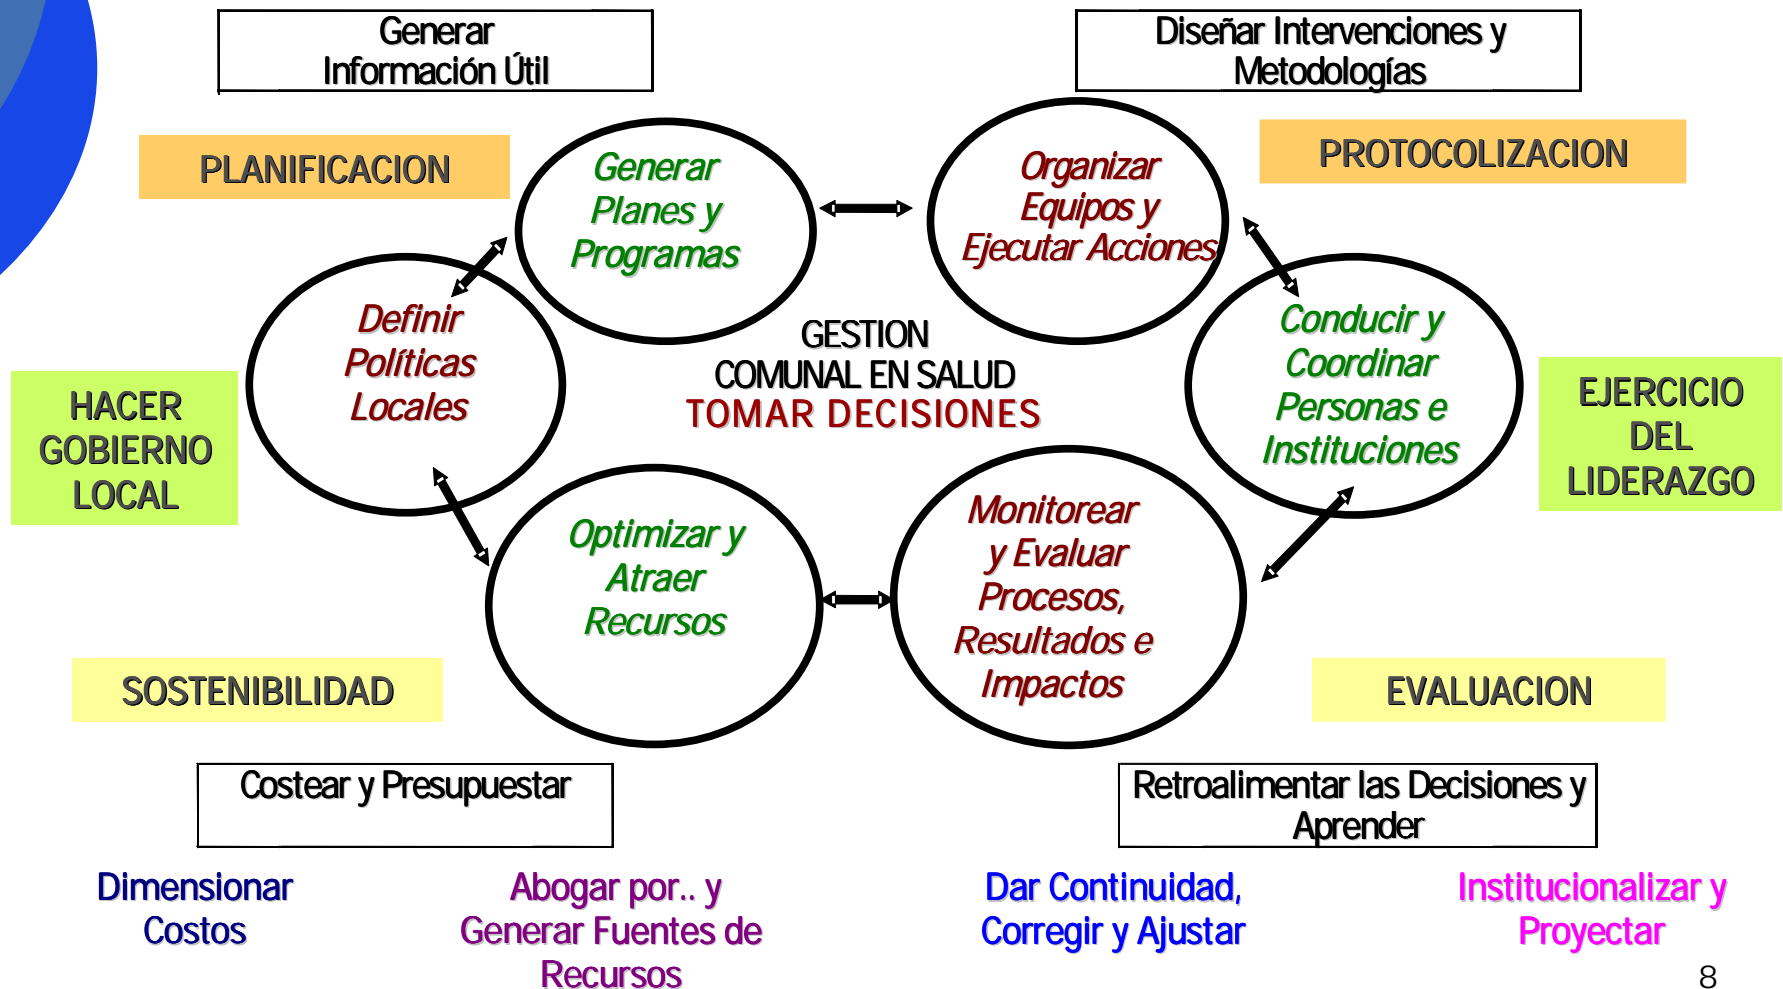 Generar
Información Útil
Diseñar Intervenciones y
Metodologías
PLANIFICACION
PROTOCOLIZACION
Generar
Planes y
Programas
Organizar
Equipos y
Ejecutar Acciones
Definir
Políticas
Locales
GESTION
COMUNAL EN SALUD
TOMAR DECISIONES
Conducir y
Coordinar
Personas e
Instituciones
HACER
GOBIERNO
LOCAL
EJERCICIO
DEL
LIDERAZGO
Optimizar y
Atraer
Recursos
Monitorear
y Evaluar
Procesos,
Resultados e
Impactos
SOSTENIBILIDAD
EVALUACION
Costear y Presupuestar
Retroalimentar las Decisiones y
Aprender
Dimensionar
Costos
Abogar por.. y
Generar Fuentes de
Recursos
Dar Continuidad,
Corregir y Ajustar
Institucionalizar y
Proyectar
8